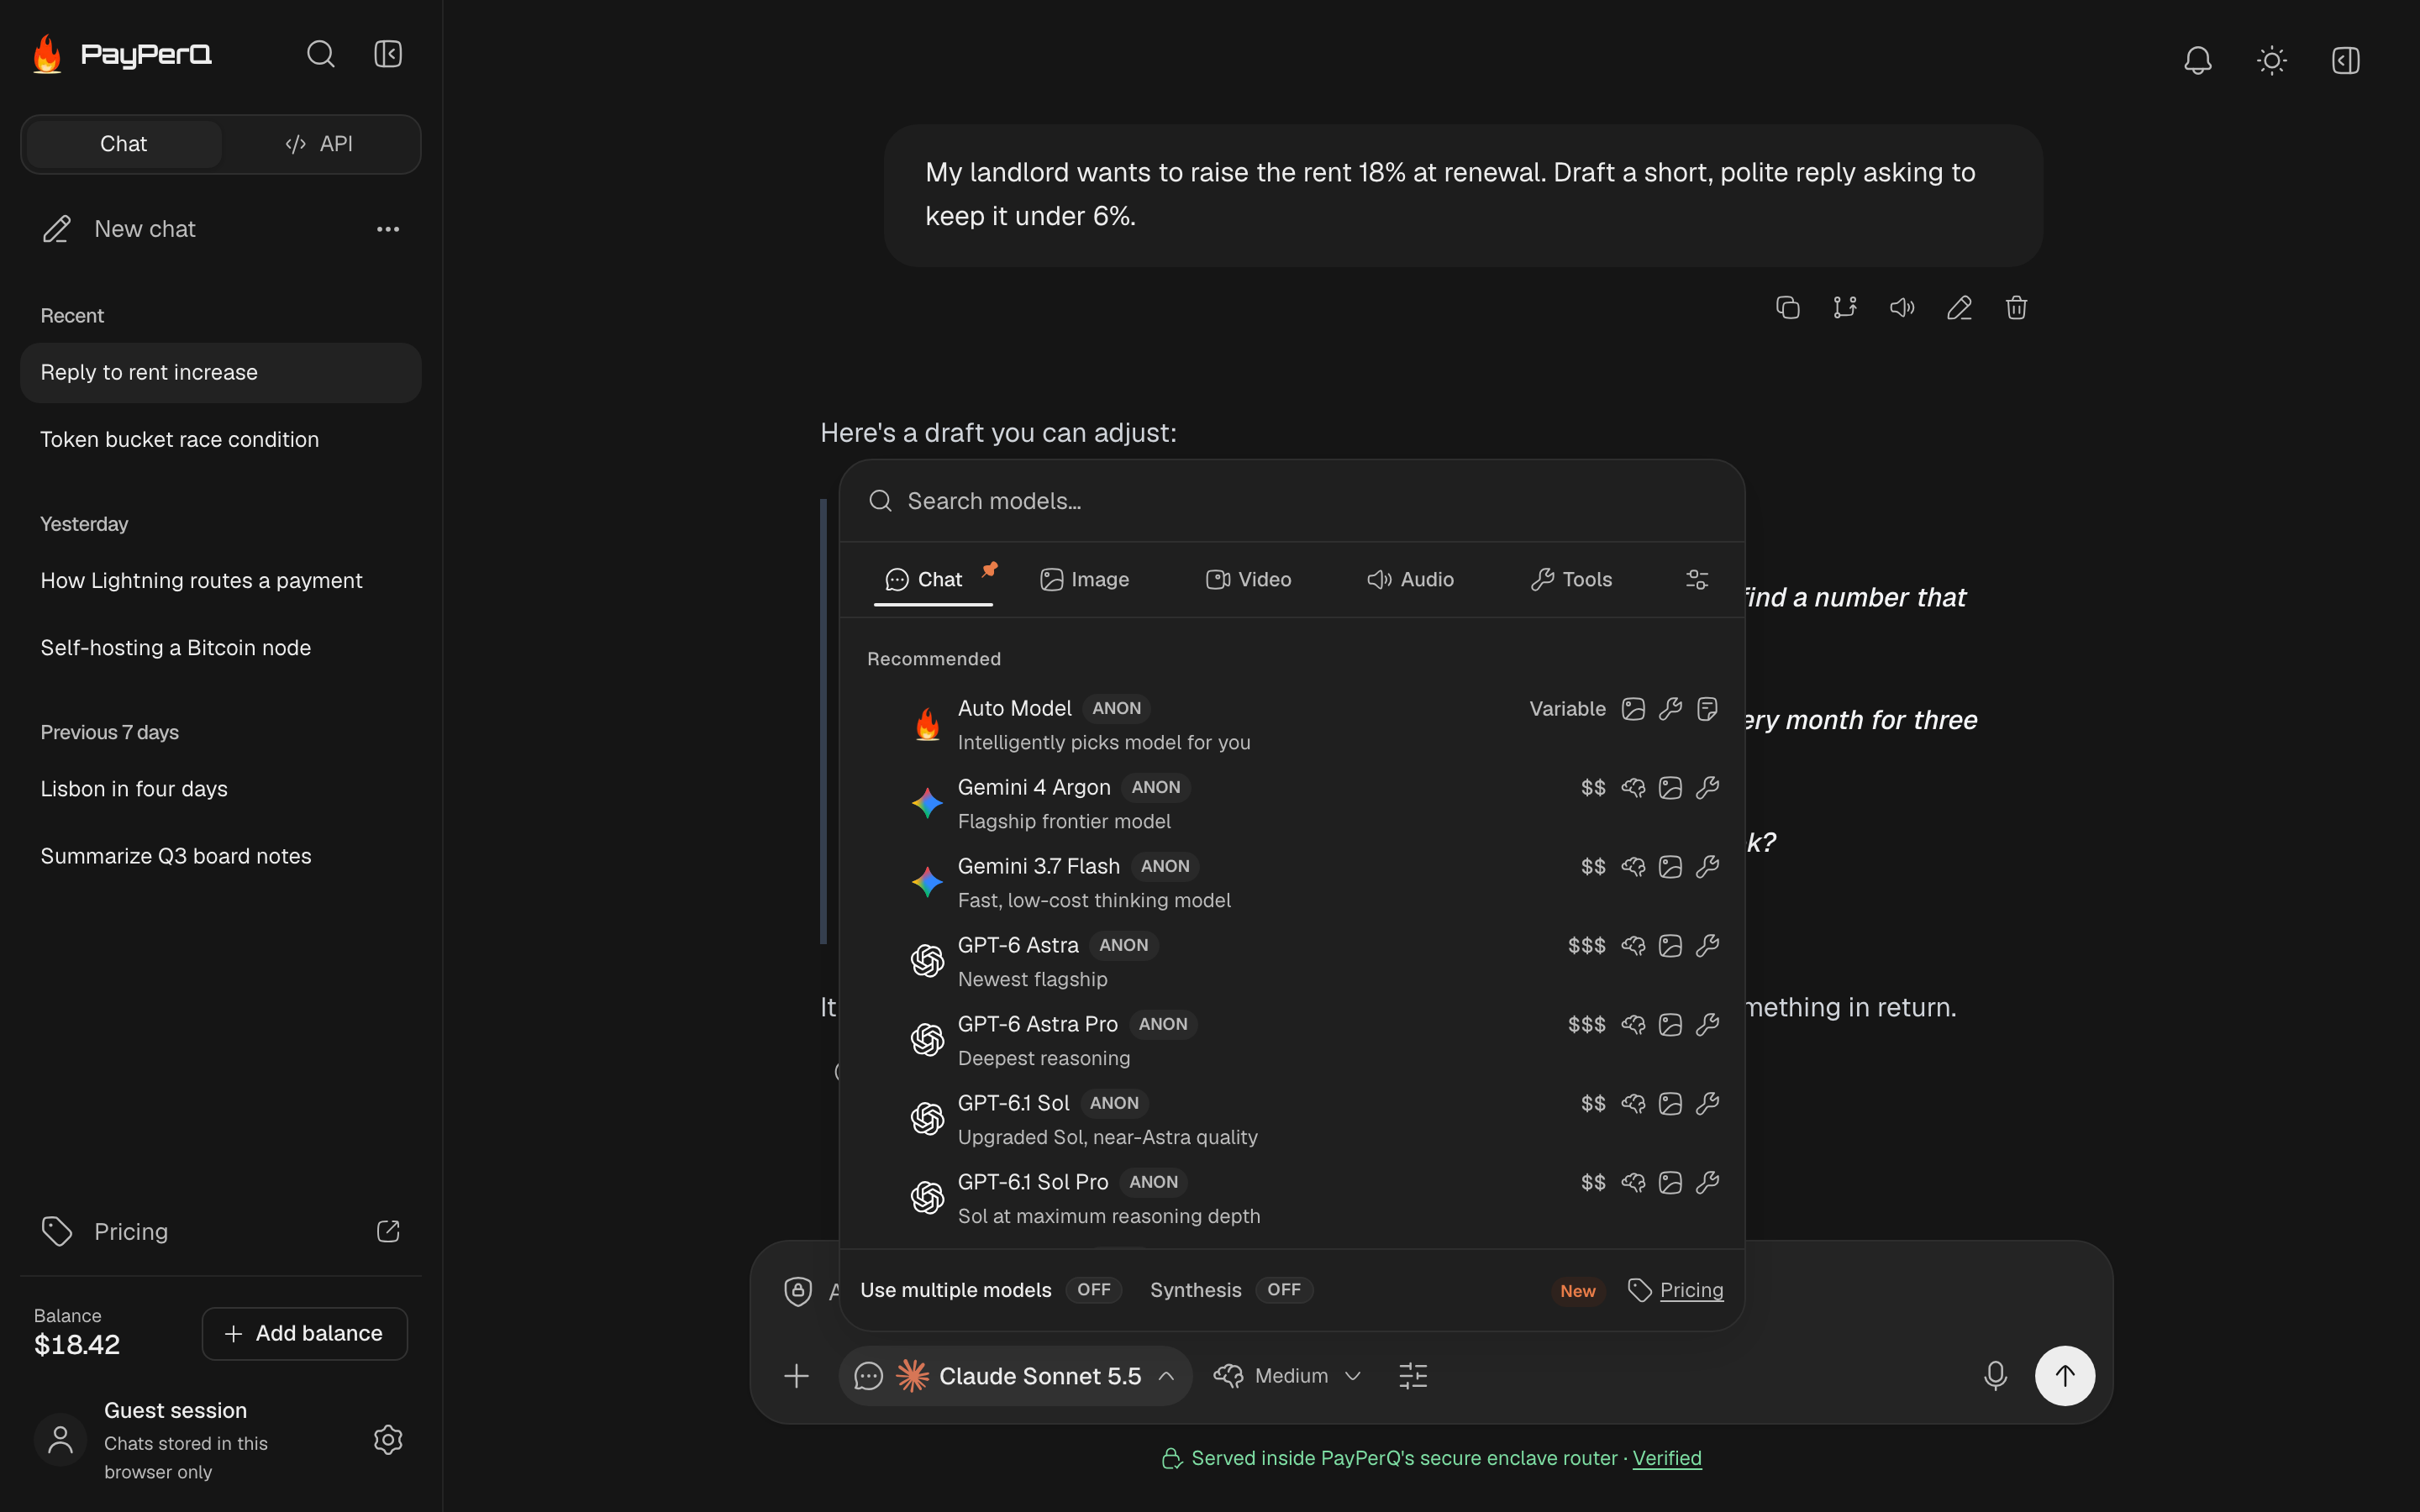 PayPerQ
Chat
API
New chat
Recent
Reply to rent increase
Token bucket race condition
Yesterday
How Lightning routes a payment
Self-hosting a Bitcoin node
Previous 7 days
Lisbon in four days
Summarize Q3 board notes
Pricing
Balance
$18.42
Add balance
Guest session
Chats stored in this
browser only
My landlord wants to raise the rent 18% at renewal. Draft a short, polite reply asking to
keep it under 6%.
Here's a draft you can adjust:
find a number that
ery month for three
k?
It
mething in return.
Search models...
Chat
Image
Video
Audio
Tools
Recommended
Auto Model ANON Variable
Intelligently picks model for you
Gemini 4 Argon ANON $$
Flagship frontier model
Gemini 3.7 Flash ANON $$
Fast, low-cost thinking model
GPT-6 Astra ANON $$$
Newest flagship
GPT-6 Astra Pro ANON $$$
Deepest reasoning
GPT-6.1 Sol ANON $$
Upgraded Sol, near-Astra quality
GPT-6.1 Sol Pro ANON $$
Sol at maximum reasoning depth
Use multiple models OFF Synthesis OFF New Pricing
Claude Sonnet 5.5 Medium
Served inside PayPerQ's secure enclave router · Verified